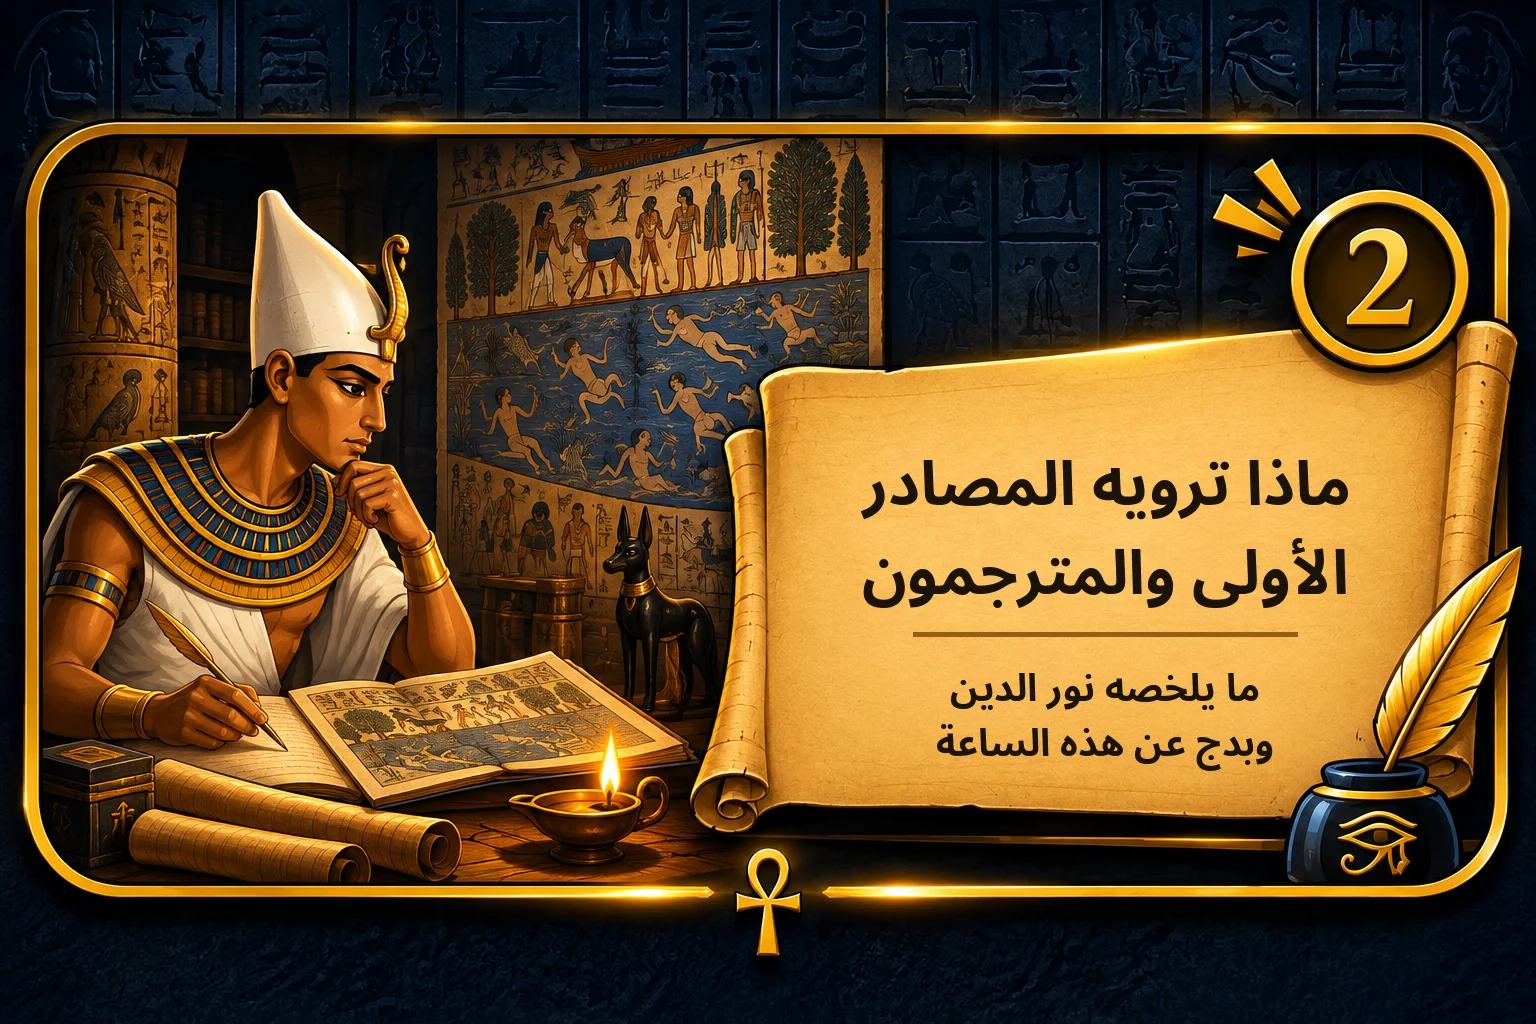 2
ماذا ترويه المصادر
الأولى والمترجمون
ما يلخصه نور الدين
وبدج عن هذه الساعة